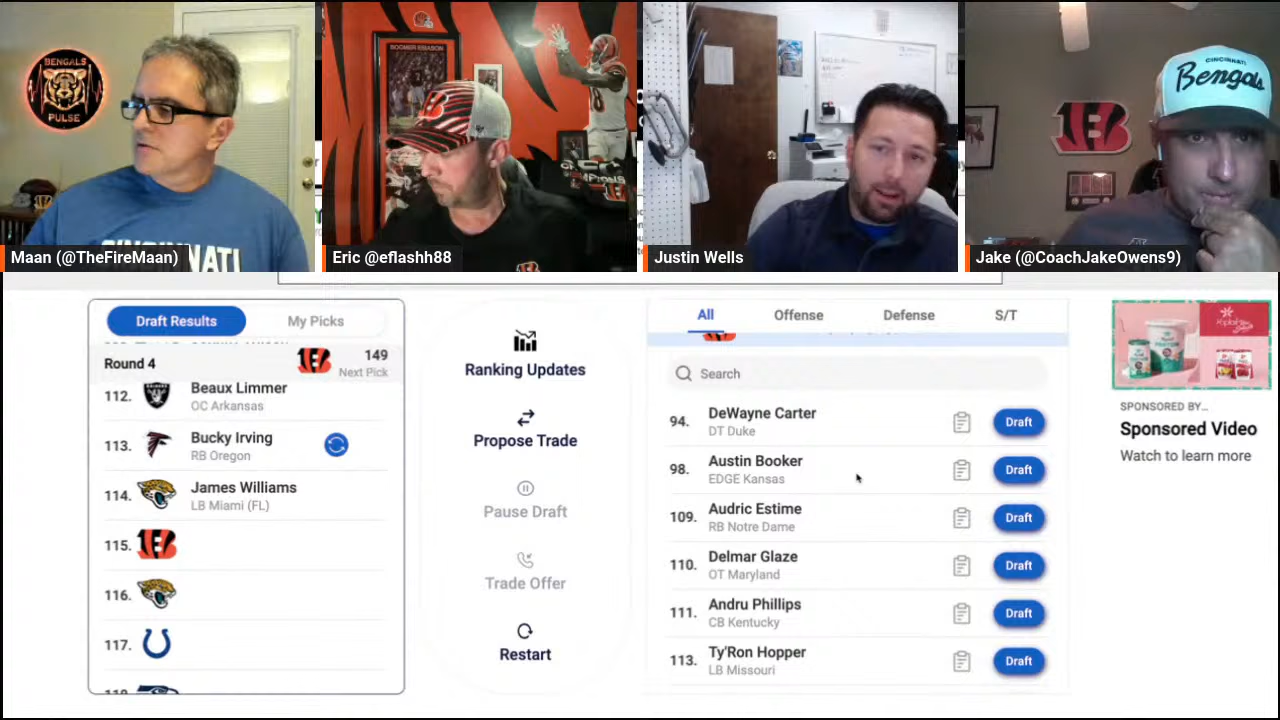 BENGALS
PULSE
BOOMER ESIASON
CINCINNATI
Bengals
CINCINNATI
Maan (@TheFireMaan)
Eric @eflashh88
Justin Wells
Jake (@CoachJakeOwens9)
Draft Results
My Picks
Round 4
149
Next Pick
112.
Beaux Limmer
OC Arkansas
113.
Bucky Irving
RB Oregon
114.
James Williams
LB Miami (FL)
115.
116.
117.
Ranking Updates
Propose Trade
Pause Draft
Trade Offer
Restart
All
Offense
Defense
S/T
Search
94.
DeWayne Carter
DT Duke
Draft
98.
Austin Booker
EDGE Kansas
Draft
109.
Audric Estime
RB Notre Dame
Draft
110.
Delmar Glaze
OT Maryland
Draft
111.
Andru Phillips
CB Kentucky
Draft
113.
Ty'Ron Hopper
LB Missouri
Draft
SPONSORED BY...
Sponsored Video
Watch to learn more